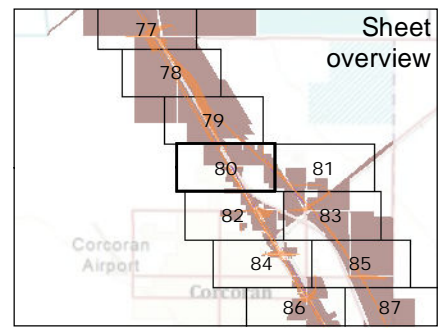 Sheet
overview
77
78
79
80
81
82
83
84
85
86
87
Corcoran
Airport
Corcoran